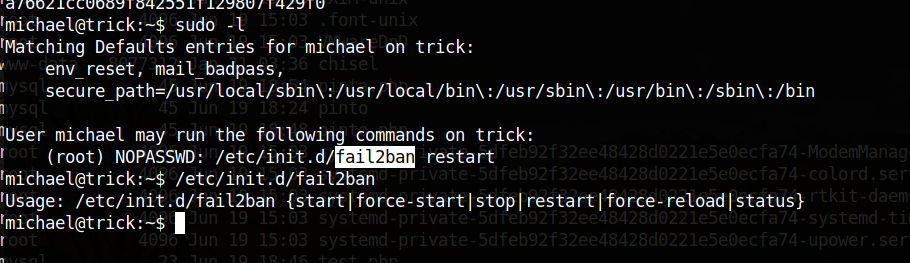 a76621cc0689f842551f129807f429f0
michael@trick:~$ sudo -l
Matching Defaults entries for michael on trick:
    env_reset, mail_badpass,
    secure_path=/usr/local/sbin\:/usr/local/bin\:/usr/sbin\:/usr/bin\:/sbin\:/bin

User michael may run the following commands on trick:
    (root) NOPASSWD: /etc/init.d/fail2ban restart
michael@trick:~$ /etc/init.d/fail2ban
Usage: /etc/init.d/fail2ban {start|force-start|stop|restart|force-reload|status}
michael@trick:~$